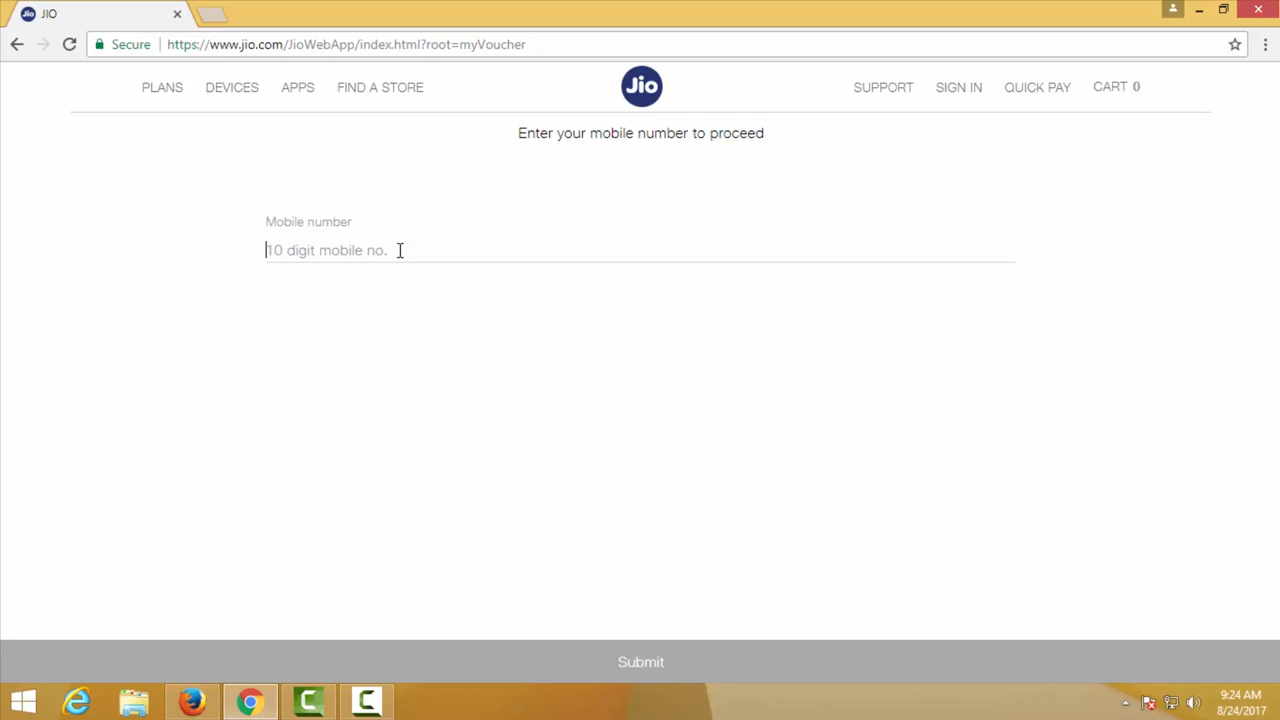 JIO
Secure
https://www.jio.com/JioWebApp/index.html?root=myVoucher
PLANS DEVICES APPS FIND A STORE Jio SUPPORT SIGN IN QUICK PAY CART 0
Enter your mobile number to proceed
Mobile number
10 digit mobile no.
Submit
9:24 AM
8/24/2017